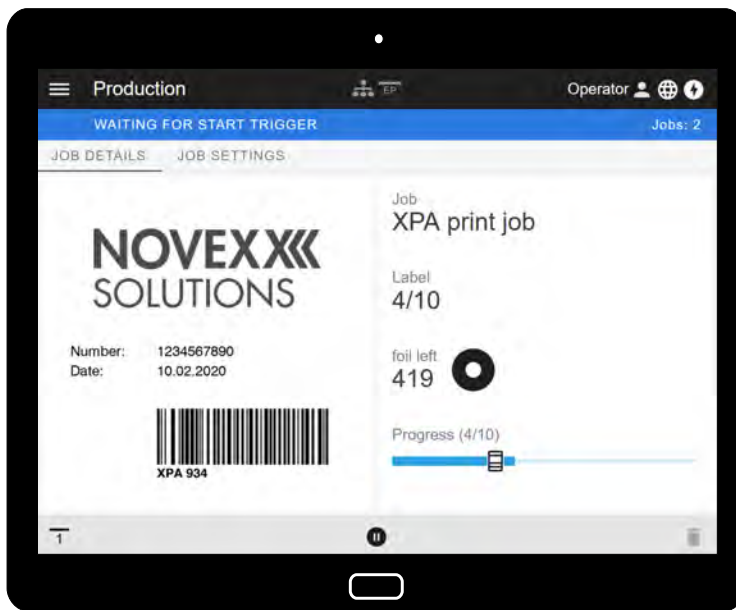 Production
EP
Operator
WAITING FOR START TRIGGER
Jobs: 2
JOB DETAILS
JOB SETTINGS
NOVEXX
SOLUTIONS
Number: 1234567890
Date: 10.02.2020
XPA 934
Job
XPA print job
Label
4/10
foil left
419
Progress (4/10)
1